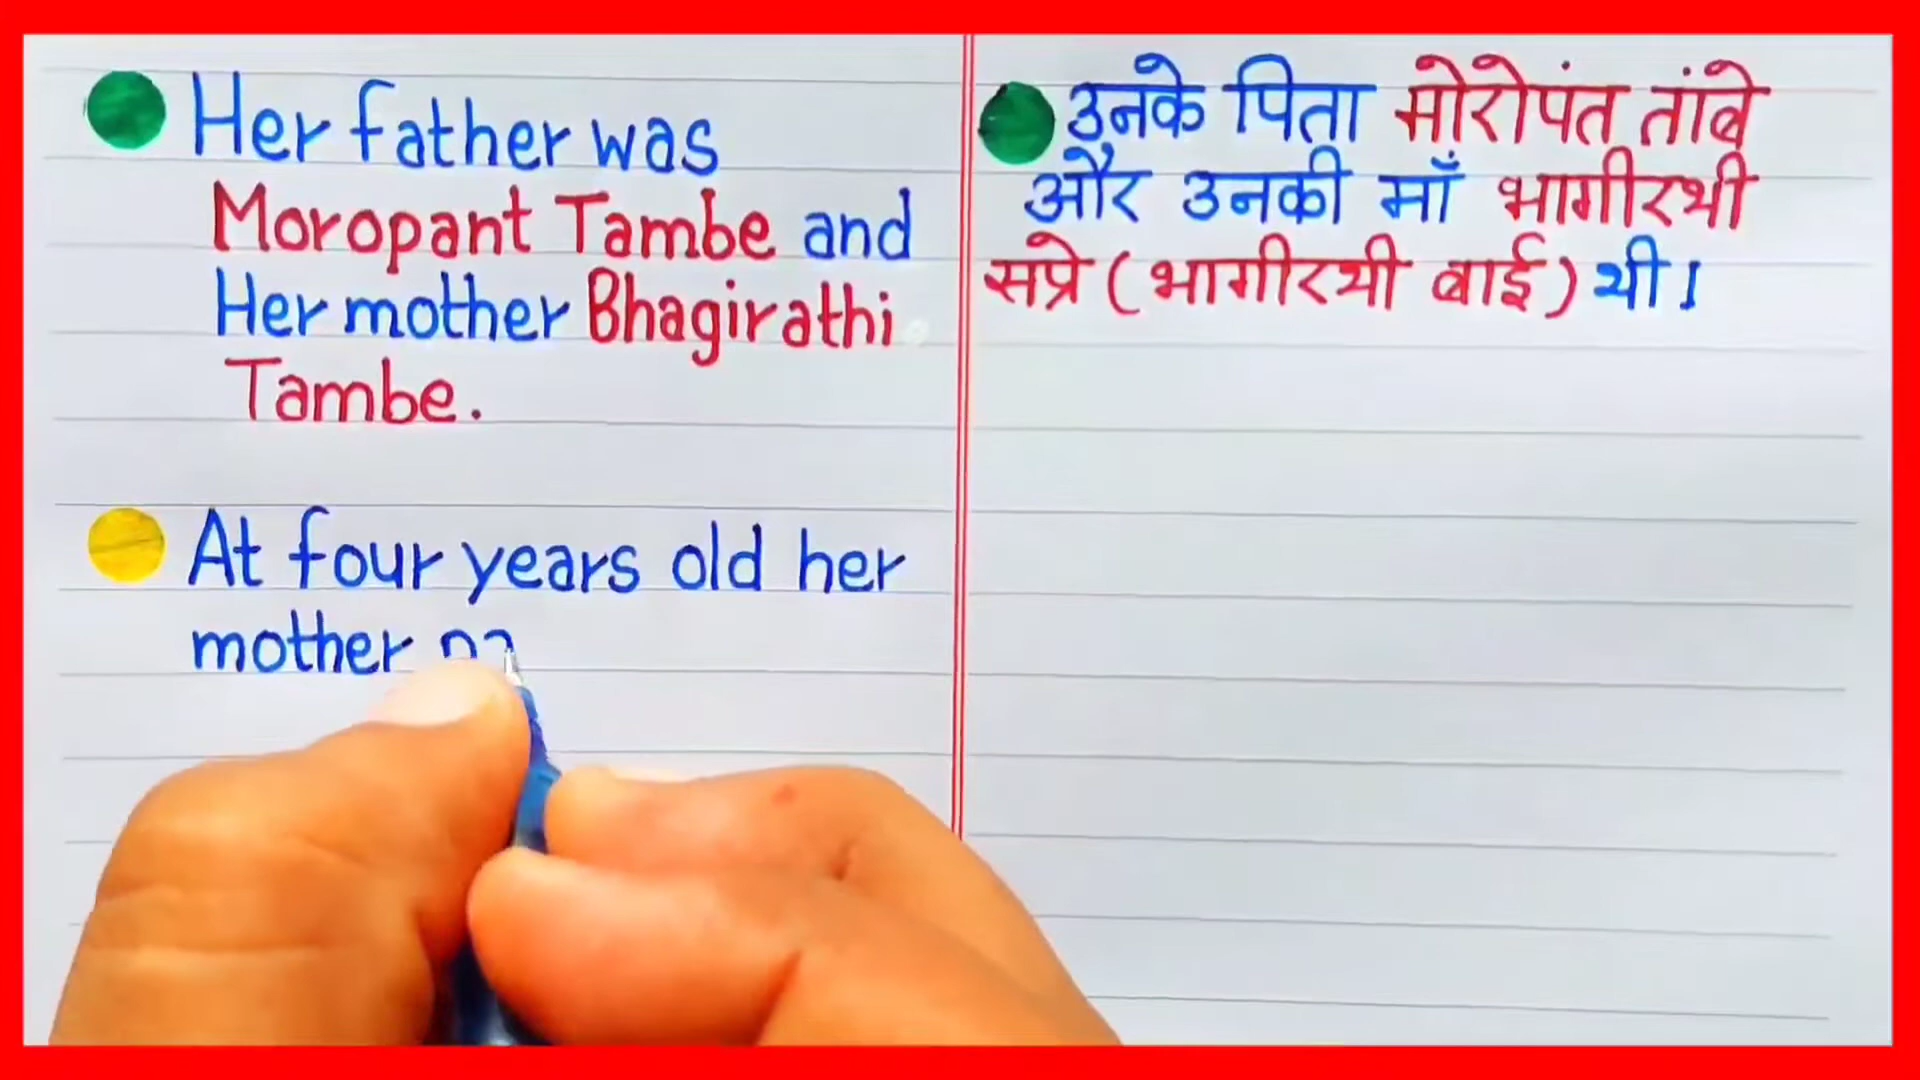 Her father was
Moropant Tambe and
Her mother Bhagirathi
Tambe.
At four years old her
mother
उनके पिता मोरोपंत तांबे
और उनकी माँ भागीरथी
सप्रे (भागीरथी बाई) थी।